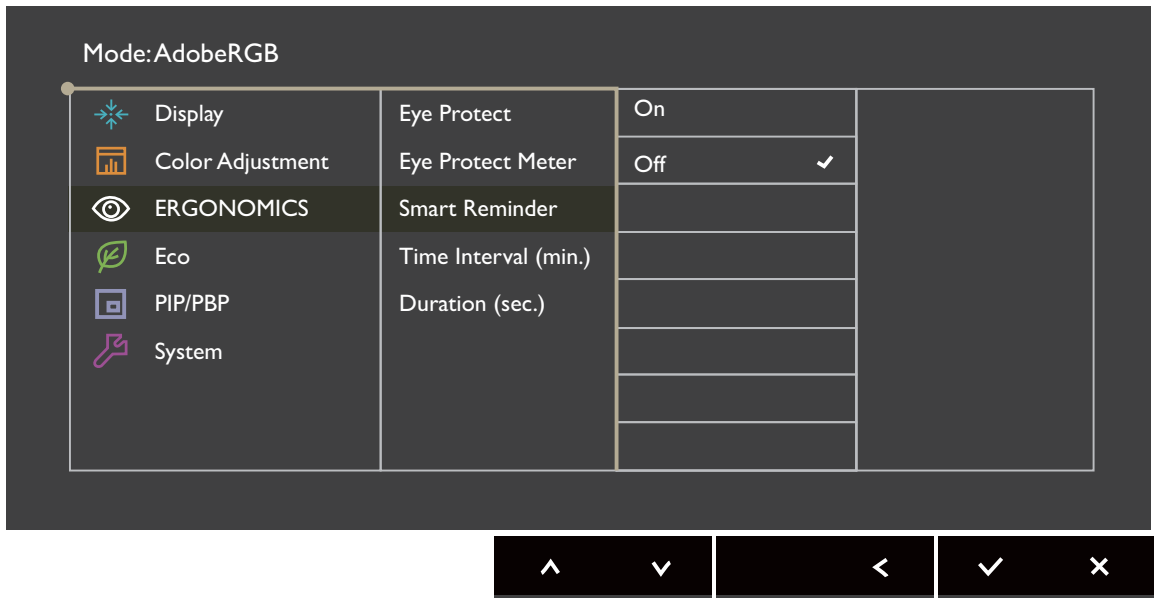 Mode: AdobeRGB
Display
Color Adjustment
ERGONOMICS
Eco
PIP/PBP
System
Eye Protect
Eye Protect Meter
Smart Reminder
Time Interval (min.)
Duration (sec.)
On
Off